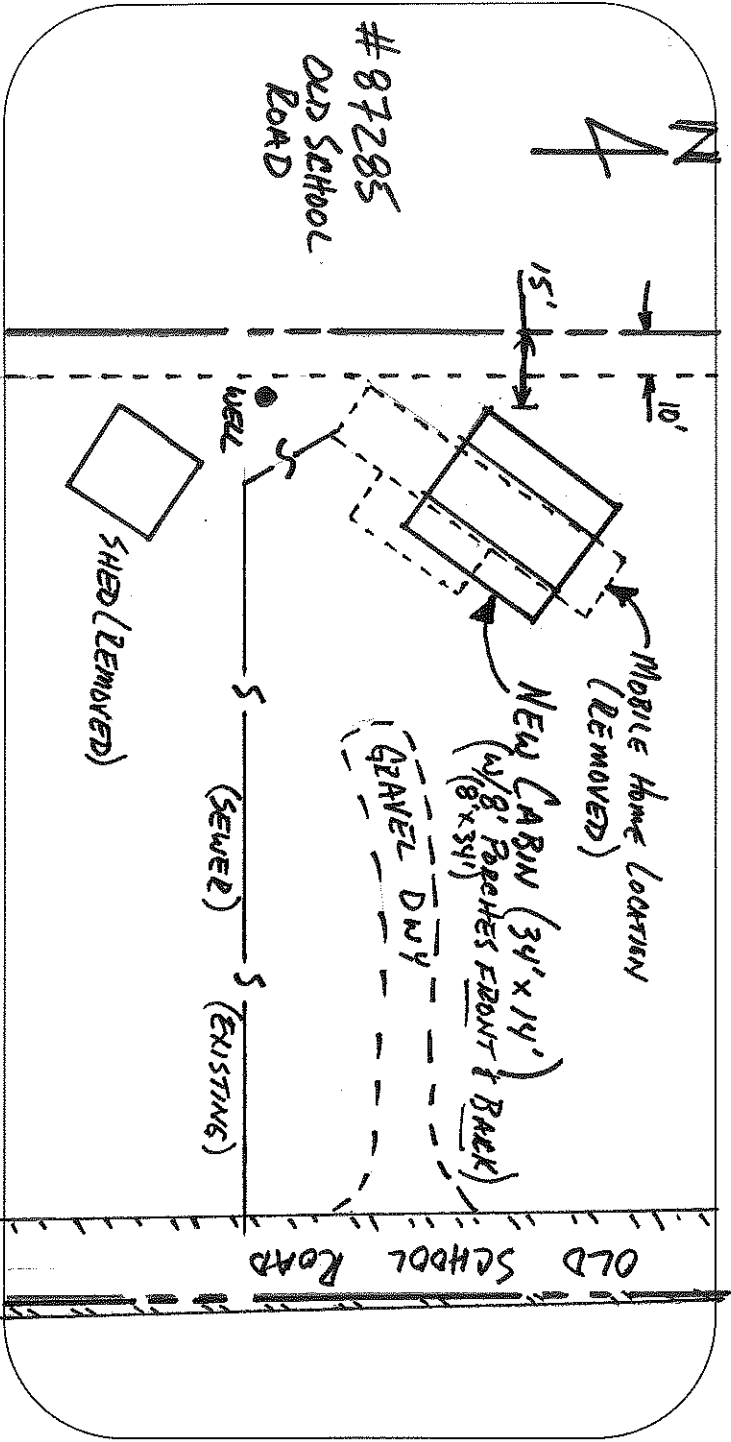 N
#87285
OLD SCHOOL
ROAD
15'
10'
WELL
SHED (REMOVED)
MOBILE HOME LOCATION
(REMOVED)
NEW CABIN (34' x 14')
(W/8' PORCHES FRONT & BACK)
(8' x 34')
GRAVEL DWY
S
S
(SEWER)
S
(EXISTING)
OLD SCHOOL ROAD